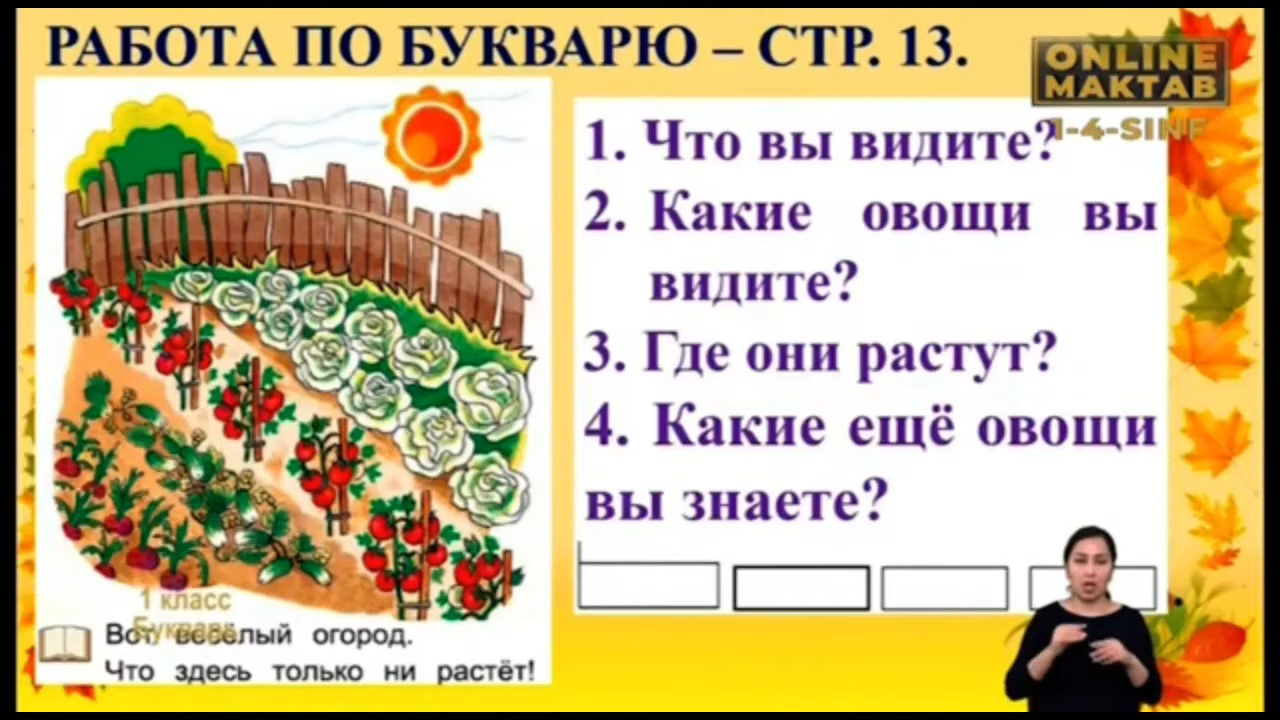 РАБОТА ПО БУКВАРЮ – СТР. 13.
ONLINE
MAKTAB
1-4-SINF
1. Что вы видите?
2. Какие овощи вы
видите?
3. Где они растут?
4. Какие ещё овощи
вы знаете?
1 класс
Букварь
Вот весёлый огород.
Что здесь только ни растёт!